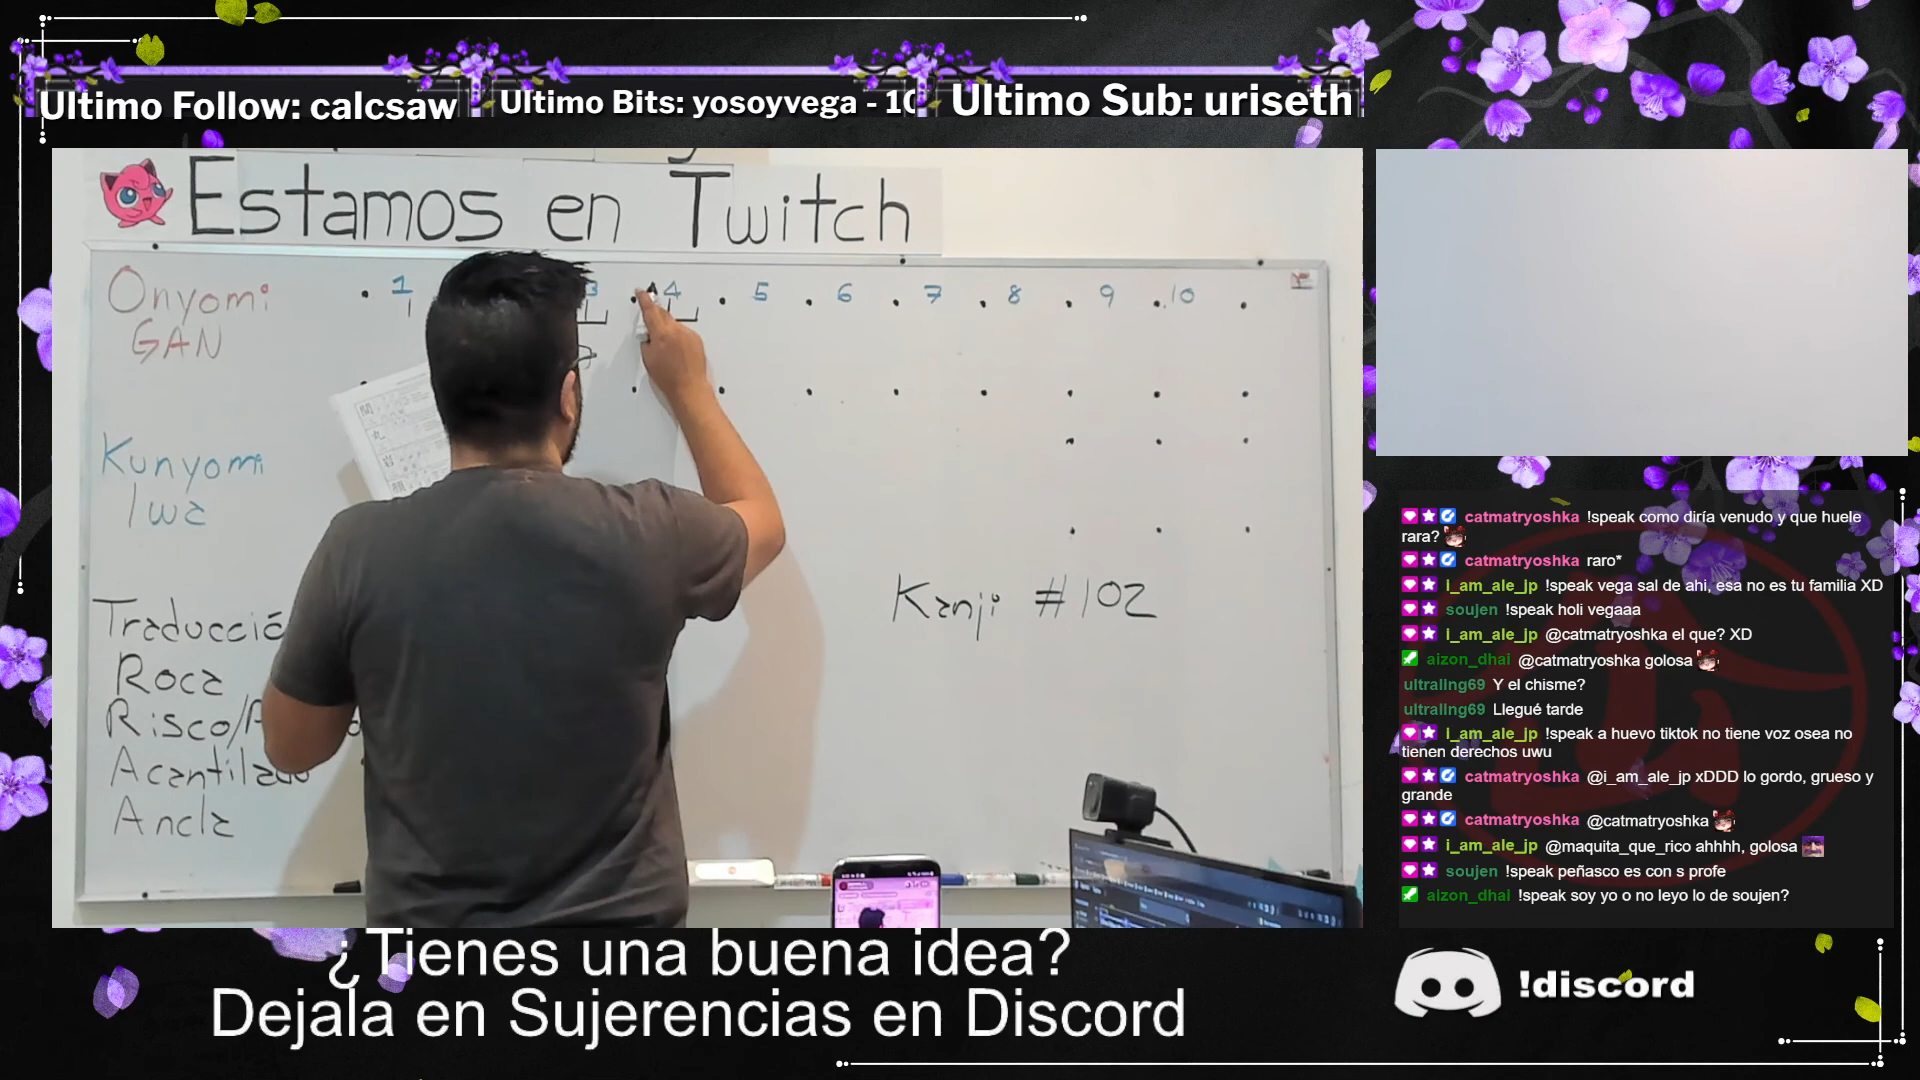 Ultimo Follow: calcsaw
Ultimo Bits: yosoyvega - 10
Ultimo Sub: uriseth
Estamos en Twitch
Onyomi
GAN
1 3 4 5 6 7 8 9 10
Kunyomi
Iwa
Traducció
Roca
Risco/
Acantilado
Ancla
Kanji #102
catmatryoshka !speak como diría venudo y que huele
rara?
catmatryoshka raro*
i_am_ale_jp !speak vega sal de ahi, esa no es tu familia XD
soujen !speak holi vegaaa
i_am_ale_jp @catmatryoshka el que? XD
aizon_dhai @catmatryoshka golosa
ultraling69 Y el chisme?
ultraling69 Llegué tarde
i_am_ale_jp !speak a huevo tiktok no tiene voz osea no
tienen derechos uwu
catmatryoshka @i_am_ale_jp xDDD lo gordo, grueso y
grande
catmatryoshka @catmatryoshka
i_am_ale_jp @maquita_que_rico ahhhh, golosa
soujen !speak peñasco es con s profe
aizon_dhai !speak soy yo o no leyo lo de soujen?
¿Tienes una buena idea?
Dejala en Sujerencias en Discord
!discord